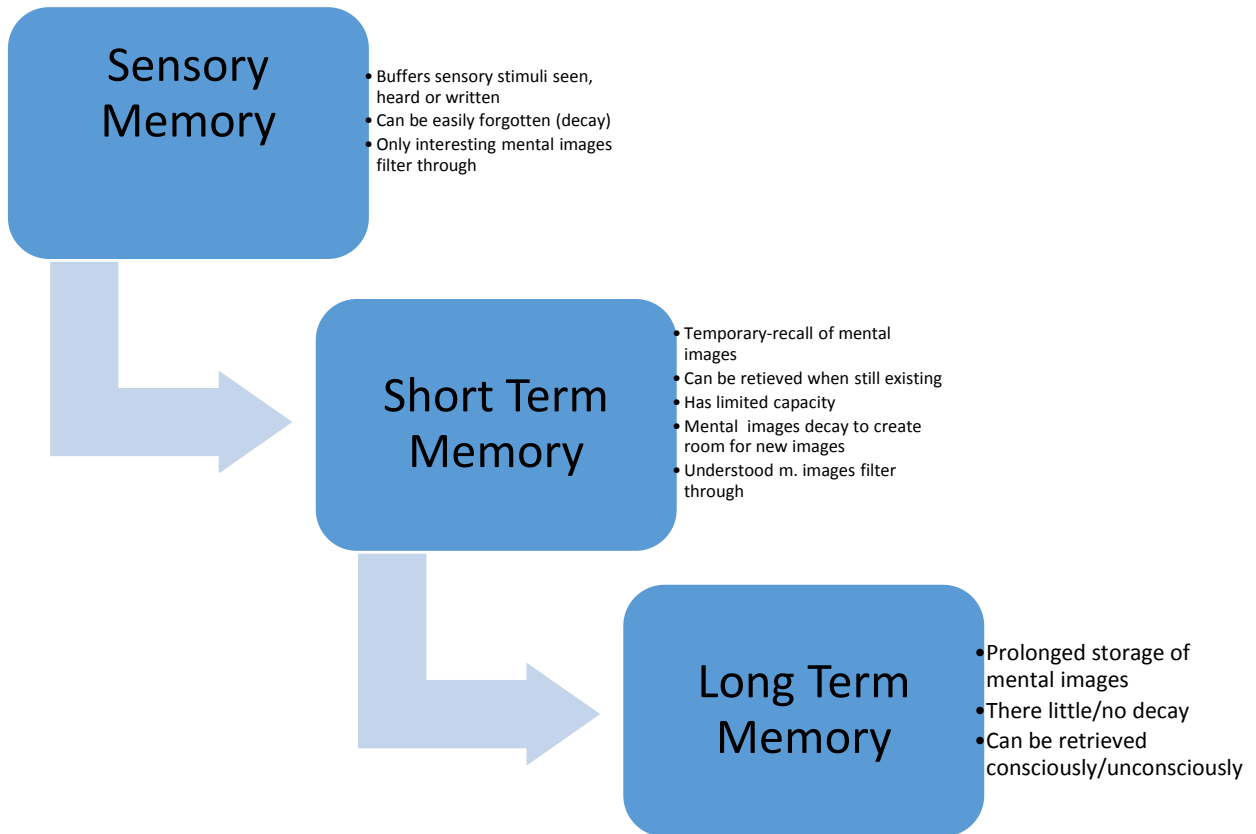 Sensory
Memory
• Buffers sensory stimuli seen,
heard or written
• Can be easily forgotten (decay)
• Only interesting mental images
filter through
Short Term
Memory
• Temporary-recall of mental
images
• Can be retieved when still existing
• Has limited capacity
• Mental  images decay to create
room for new images
• Understood m. images filter
through
Long Term
Memory
•Prolonged storage of
mental images
•There little/no decay
•Can be retrieved
consciously/unconsciously